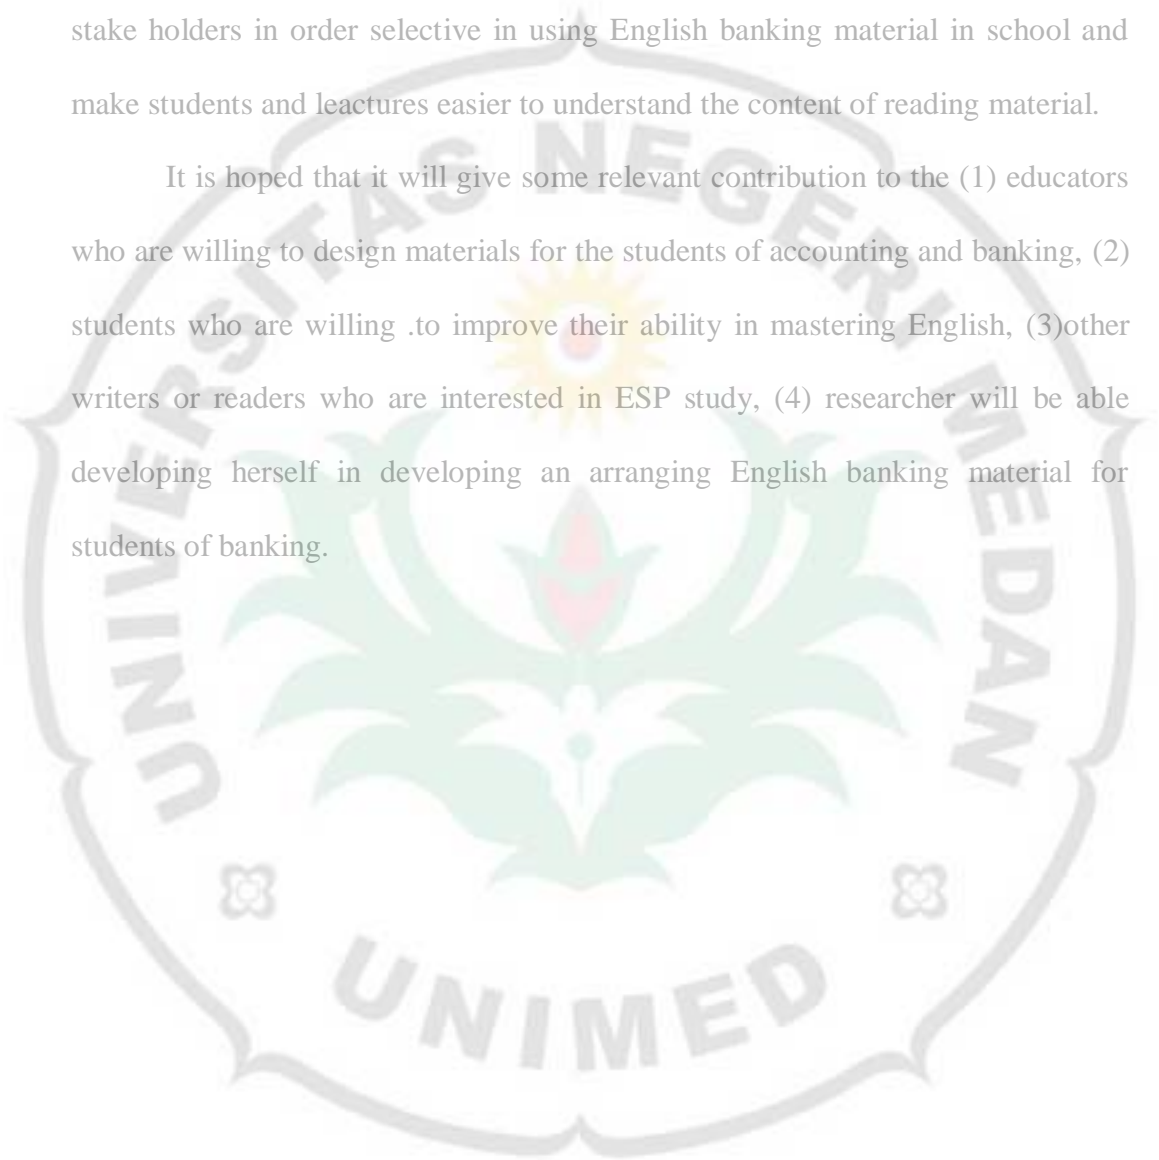 stake holders in order selective in using English banking material in school and
make students and leactures easier to understand the content of reading material.
It is hoped that it will give some relevant contribution to the (1) educators
who are willing to design materials for the students of accounting and banking, (2)
students who are willing .to improve their ability in mastering English, (3)other
writers or readers who are interested in ESP study, (4) researcher will be able
developing herself in developing an arranging English banking material for
students of banking.
UNIVERSITAS NEGERI MEDAN
UNIMED